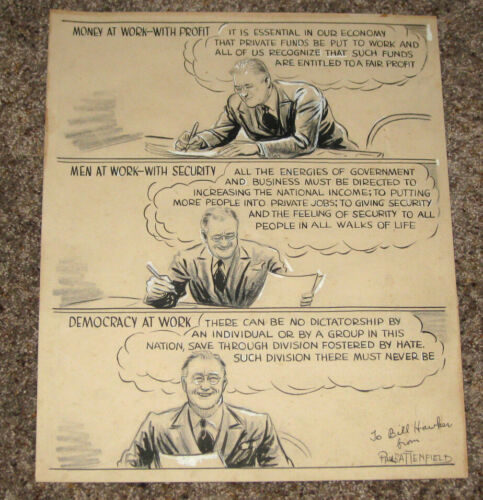 MONEY AT WORK—WITH PROFIT
IT IS ESSENTIAL IN OUR ECONOMY
THAT PRIVATE FUNDS BE PUT TO WORK AND
ALL OF US RECOGNIZE THAT SUCH FUNDS
ARE ENTITLED TO A FAIR PROFIT
MEN AT WORK—WITH SECURITY
ALL THE ENERGIES OF GOVERNMENT
AND BUSINESS MUST BE DIRECTED TO
INCREASING THE NATIONAL INCOME; TO PUTTING
MORE PEOPLE INTO PRIVATE JOBS; TO GIVING SECURITY
AND THE FEELING OF SECURITY TO ALL
PEOPLE IN ALL WALKS OF LIFE
DEMOCRACY AT WORK
THERE CAN BE NO DICTATORSHIP BY
AN INDIVIDUAL OR BY A GROUP IN THIS
NATION, SAVE THROUGH DIVISION FOSTERED BY HATE.
SUCH DIVISION THERE MUST NEVER BE
To Bill Hawker
from
PAUL BATTENFIELD